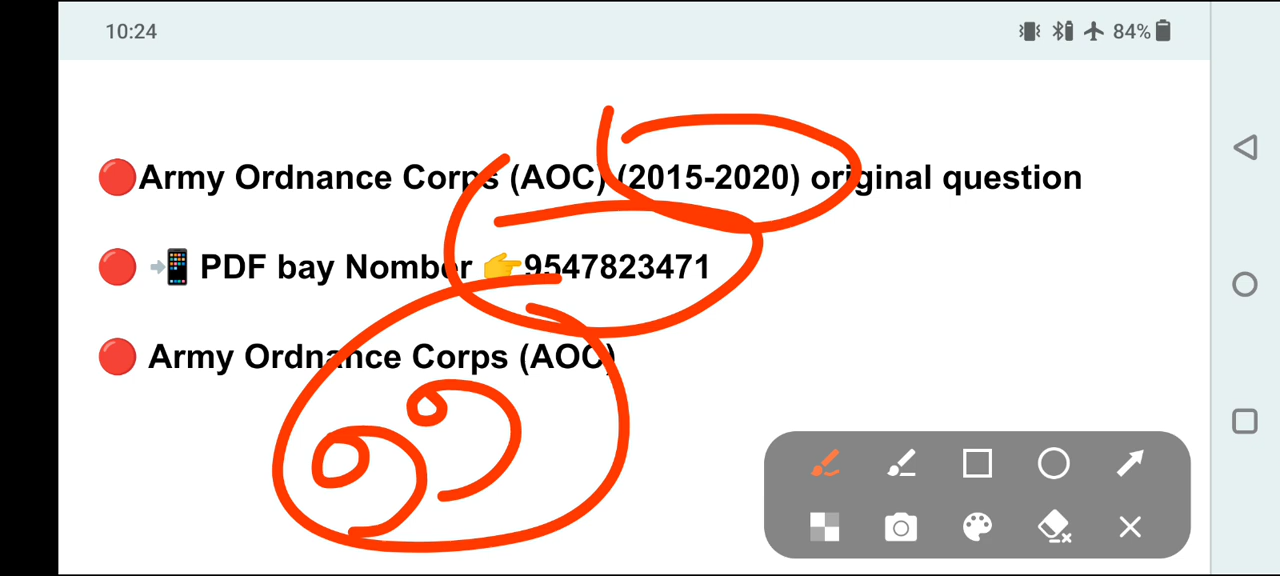 10:24 84%
🔴Army Ordnance Corps (AOC) (2015-2020) original question
🔴 📲 PDF bay Nomber 👉9547823471
🔴 Army Ordnance Corps (AOC)
১১